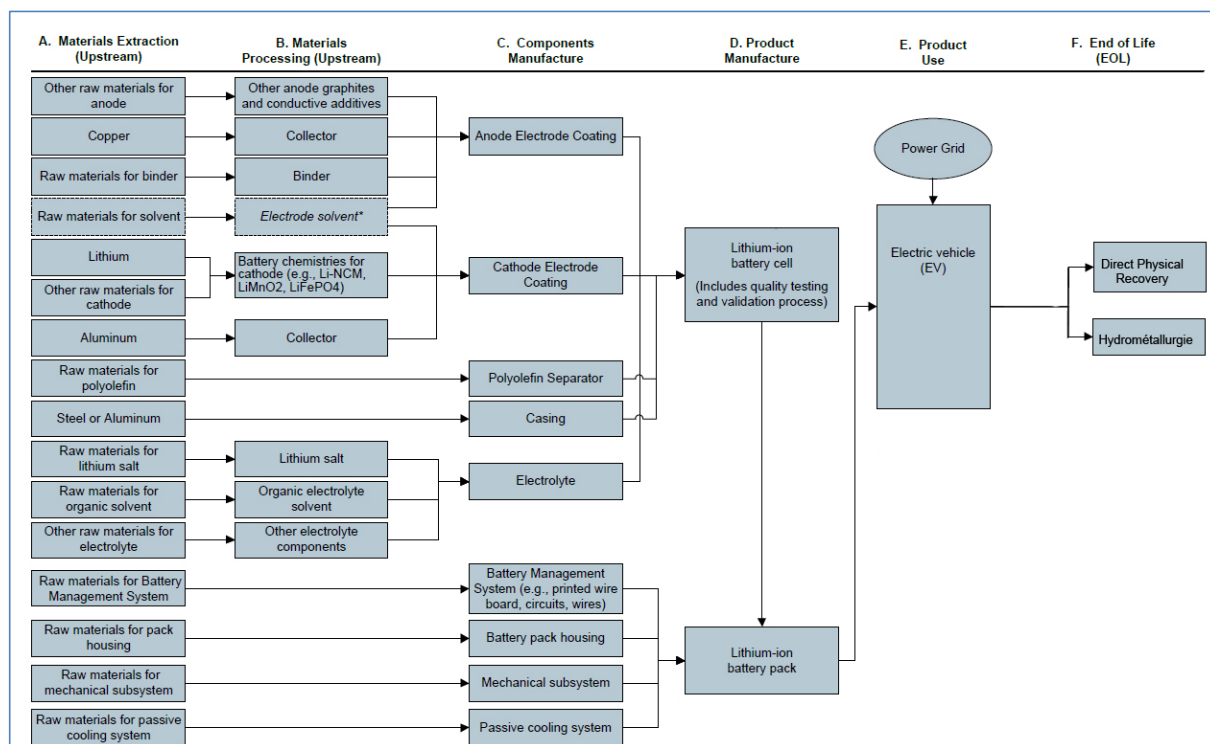 A. Materials Extraction
(Upstream)
B. Materials
Processing (Upstream)
C. Components
Manufacture
D. Product
Manufacture
E. Product
Use
F. End of Life
(EOL)
Other raw materials for
anode
Other anode graphites
and conductive additives
Copper
Collector
Anode Electrode Coating
Raw materials for binder
Binder
Raw materials for solvent
Electrode solvent*
Lithium
Other raw materials for
cathode
Battery chemistries for
cathode (e.g., Li-NCM,
LiMnO2, LiFePO4)
Cathode Electrode
Coating
Aluminum
Collector
Raw materials for
polyolefin
Polyolefin Separator
Steel or Aluminum
Casing
Raw materials for
lithium salt
Lithium salt
Raw materials for
organic solvent
Organic electrolyte
solvent
Electrolyte
Other raw materials for
electrolyte
Other electrolyte
components
Raw materials for Battery
Management System
Battery Management
System (e.g., printed wire
board, circuits, wires)
Raw materials for pack
housing
Battery pack housing
Raw materials for
mechanical subsystem
Mechanical subsystem
Raw materials for passive
cooling system
Passive cooling system
Lithium-ion
battery cell
(Includes quality testing
and validation process)
Lithium-ion
battery pack
Power Grid
Electric vehicle
(EV)
Direct Physical
Recovery
Hydrométallurgie